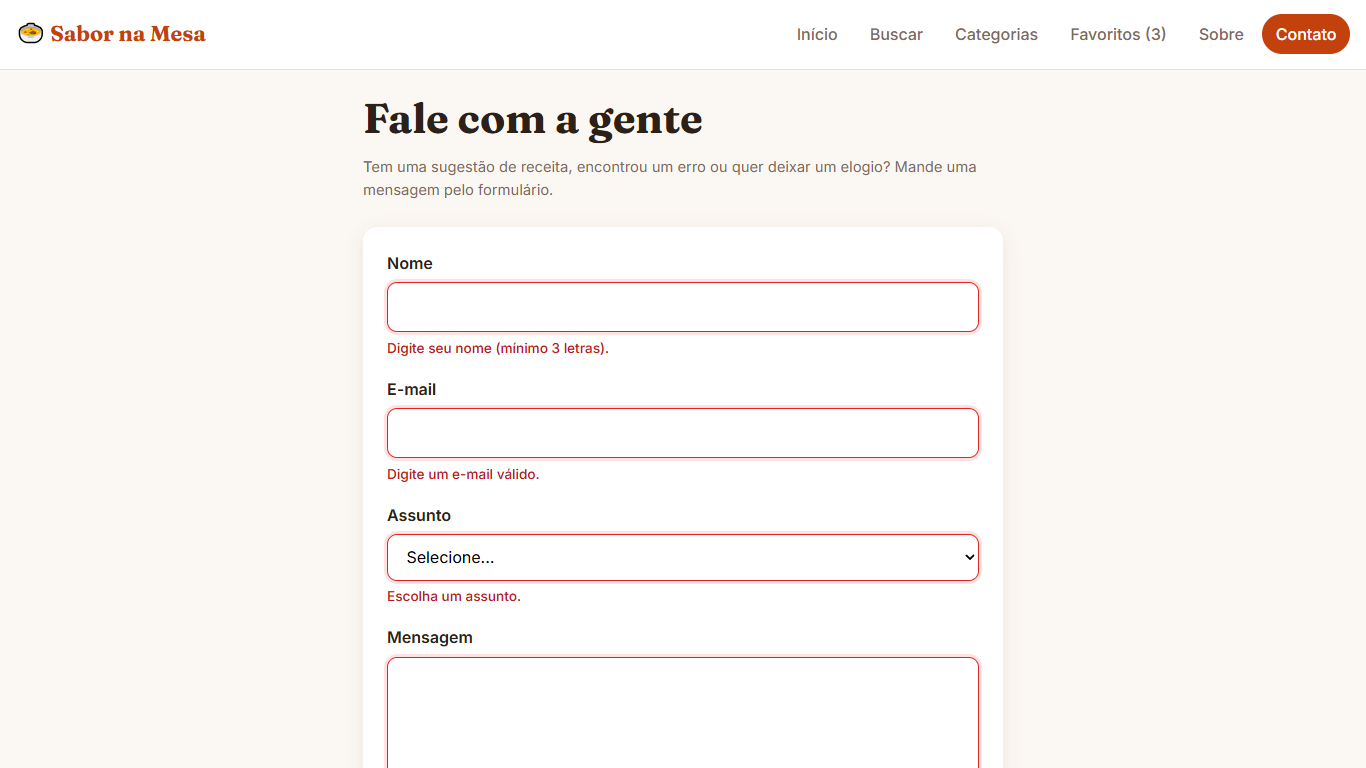 Sabor na Mesa
Início
Buscar
Categorias
Favoritos (3)
Sobre
Contato
Fale com a gente
Tem uma sugestão de receita, encontrou um erro ou quer deixar um elogio? Mande uma
mensagem pelo formulário.
Nome
Digite seu nome (mínimo 3 letras).
E-mail
Digite um e-mail válido.
Assunto
Selecione...
Escolha um assunto.
Mensagem